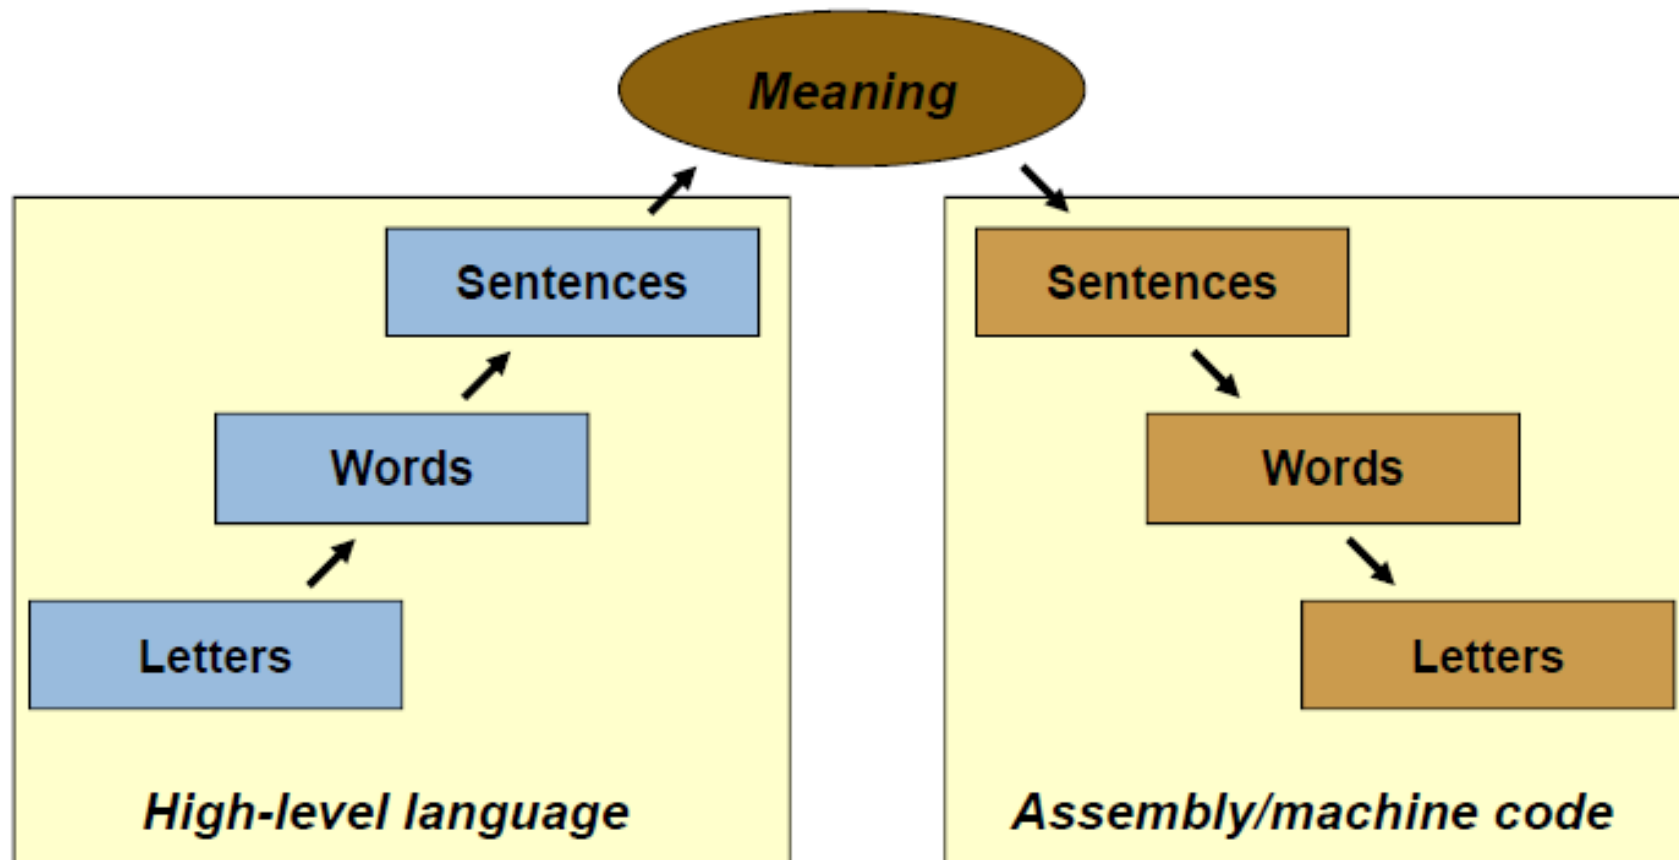 Meaning
Sentences
Words
Letters
High-level language
Sentences
Words
Letters
Assembly/machine code